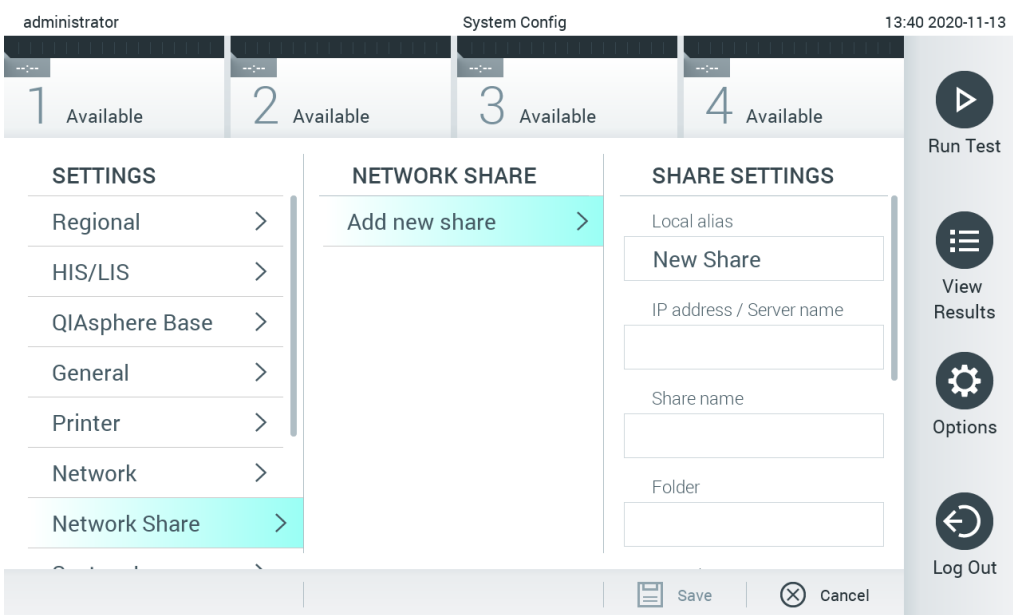 administrator
System Config
13:40 2020-11-13
--:--
--:--
--:--
--:--
1 Available
2 Available
3 Available
4 Available
Run Test
View
Results
Options
Log Out
SETTINGS
Regional
HIS/LIS
QIAsphere Base
General
Printer
Network
Network Share
NETWORK SHARE
Add new share
SHARE SETTINGS
Local alias
New Share
IP address / Server name
Share name
Folder
Save
Cancel